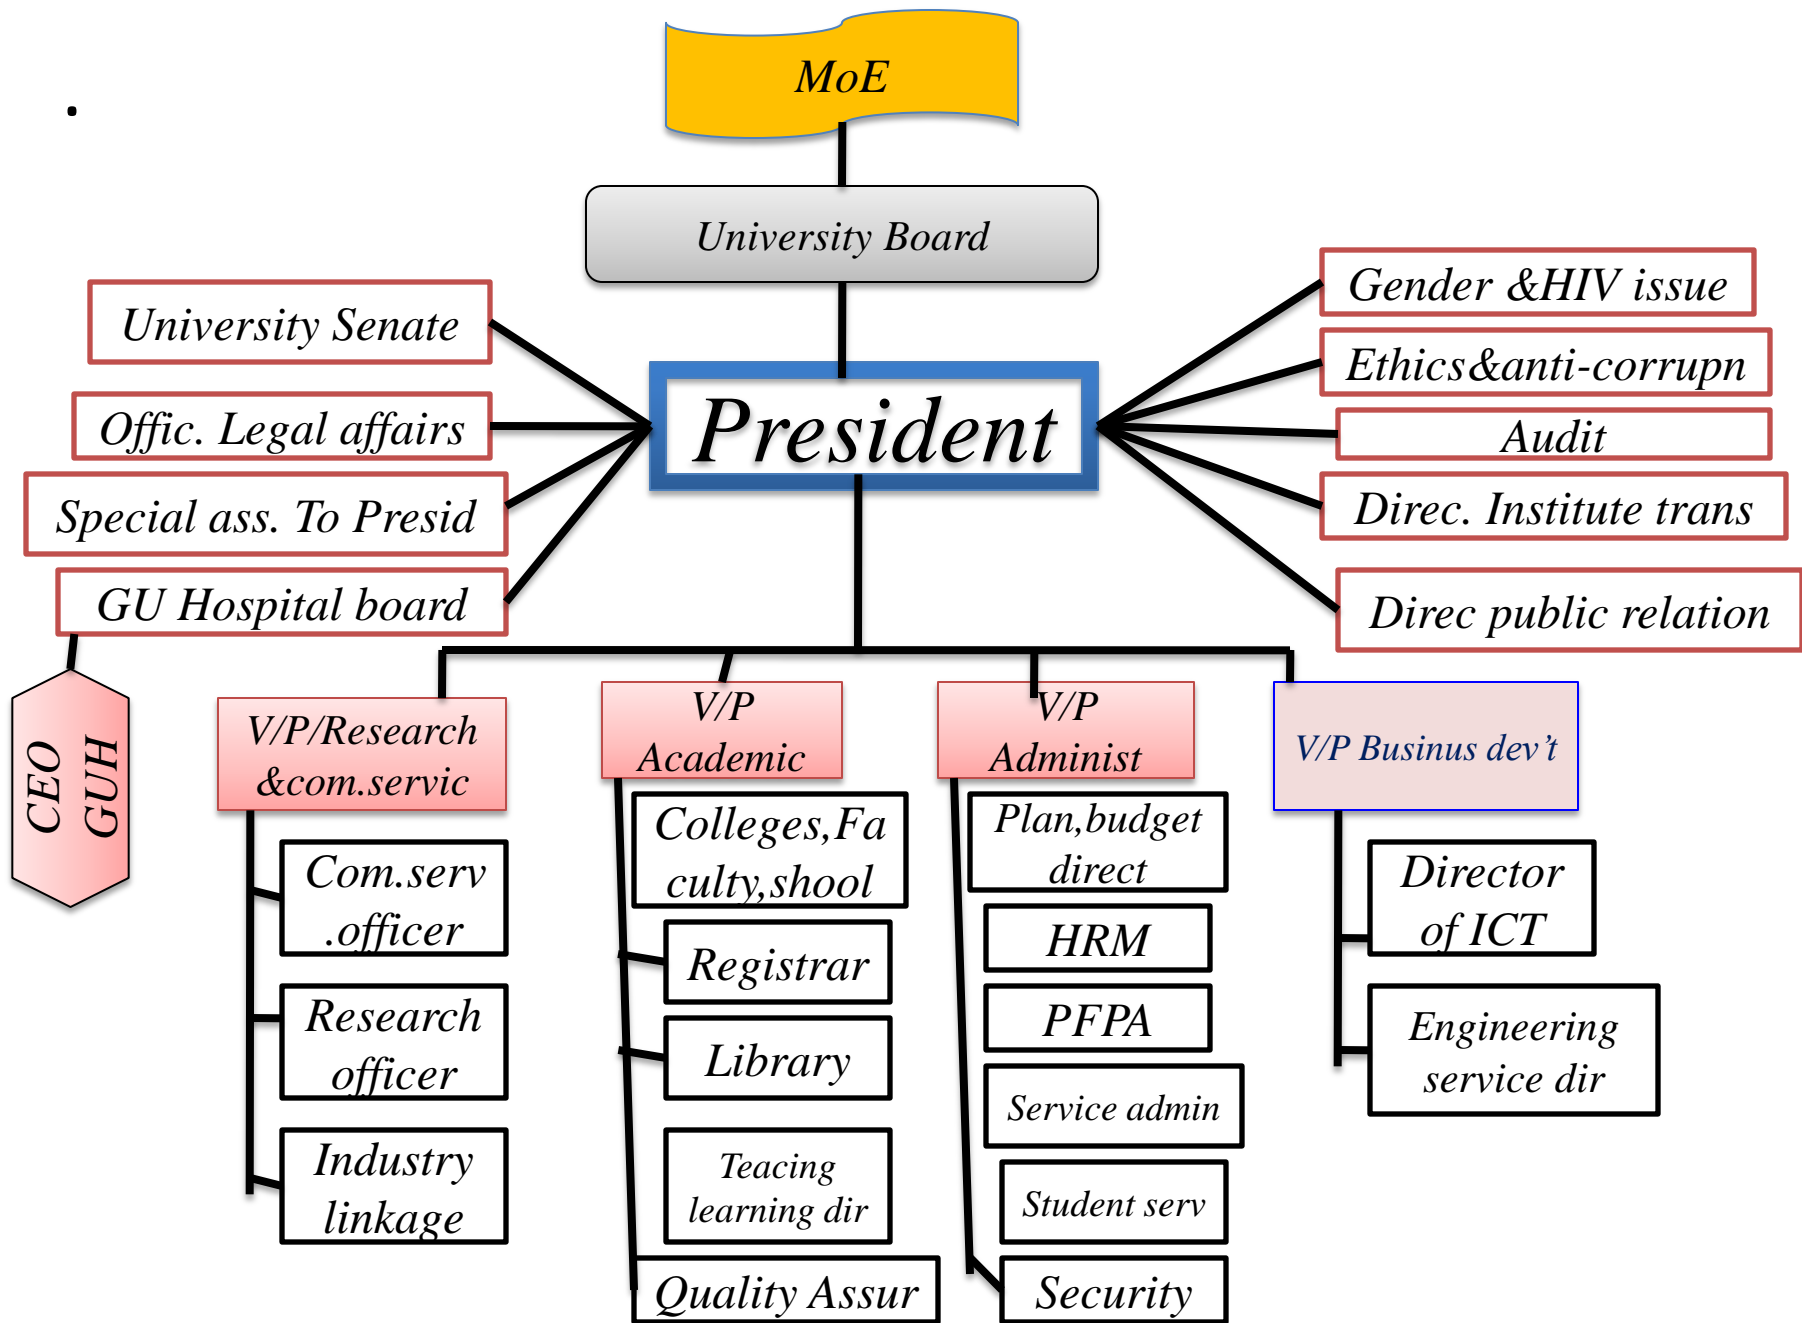 MoE
.
University Board
University Senate
Offic. Legal affairs
Special ass. To Presid
GU Hospital board
President
Gender &HIV issue
Ethics&anti-corrupn
Audit
Direc. Institute trans
Direc public relation
CEO
GUH
V/P/Research
&com.servic
Com.serv
.officer
Research
officer
Industry
linkage
V/P
Academic
Colleges,Fa
culty,shool
Registrar
Library
Teacing
learning dir
Quality Assur
V/P
Administ
Plan,budget
direct
HRM
PFPA
Service admin
Student serv
Security
V/P Businus dev’t
Director
of ICT
Engineering
service dir